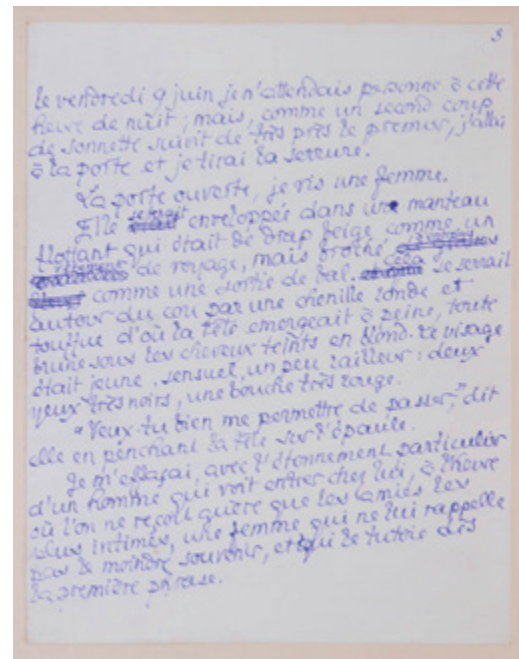 3
le vendredi 9 juin je n'attendais personne à cette
heure de nuit ; mais, comme un second coup
de sonnette suivit de très près le premier, j'allai
à la porte et je tirai la serrure.
La porte ouverte, je vis une femme.
Elle enveloppée dans une manteau
flottant qui était de drap beige comme un
vêtement de voyage, mais broché
comme une sortie de bal. cela se serrait
autour du cou par une chenille ronde et
touffue d'où la tête émergeait à peine, toute
brune sous les cheveux teints en blond. Le visage
était jeune, sensuel, un peu railleur : deux
yeux très noirs, une bouche très rouge.
"Veux-tu bien me permettre de passer," dit
elle en penchant la tête sur l'épaule.
Je m'effaçai, avec l'étonnement particulier
d'un homme qui voit entrer chez lui, à l'heure
où l'on ne reçoit guère que les amies les
plus intimes, une femme qui ne lui rappelle
pas le moindre souvenir, et qui le tutoie dès
la première phrase.